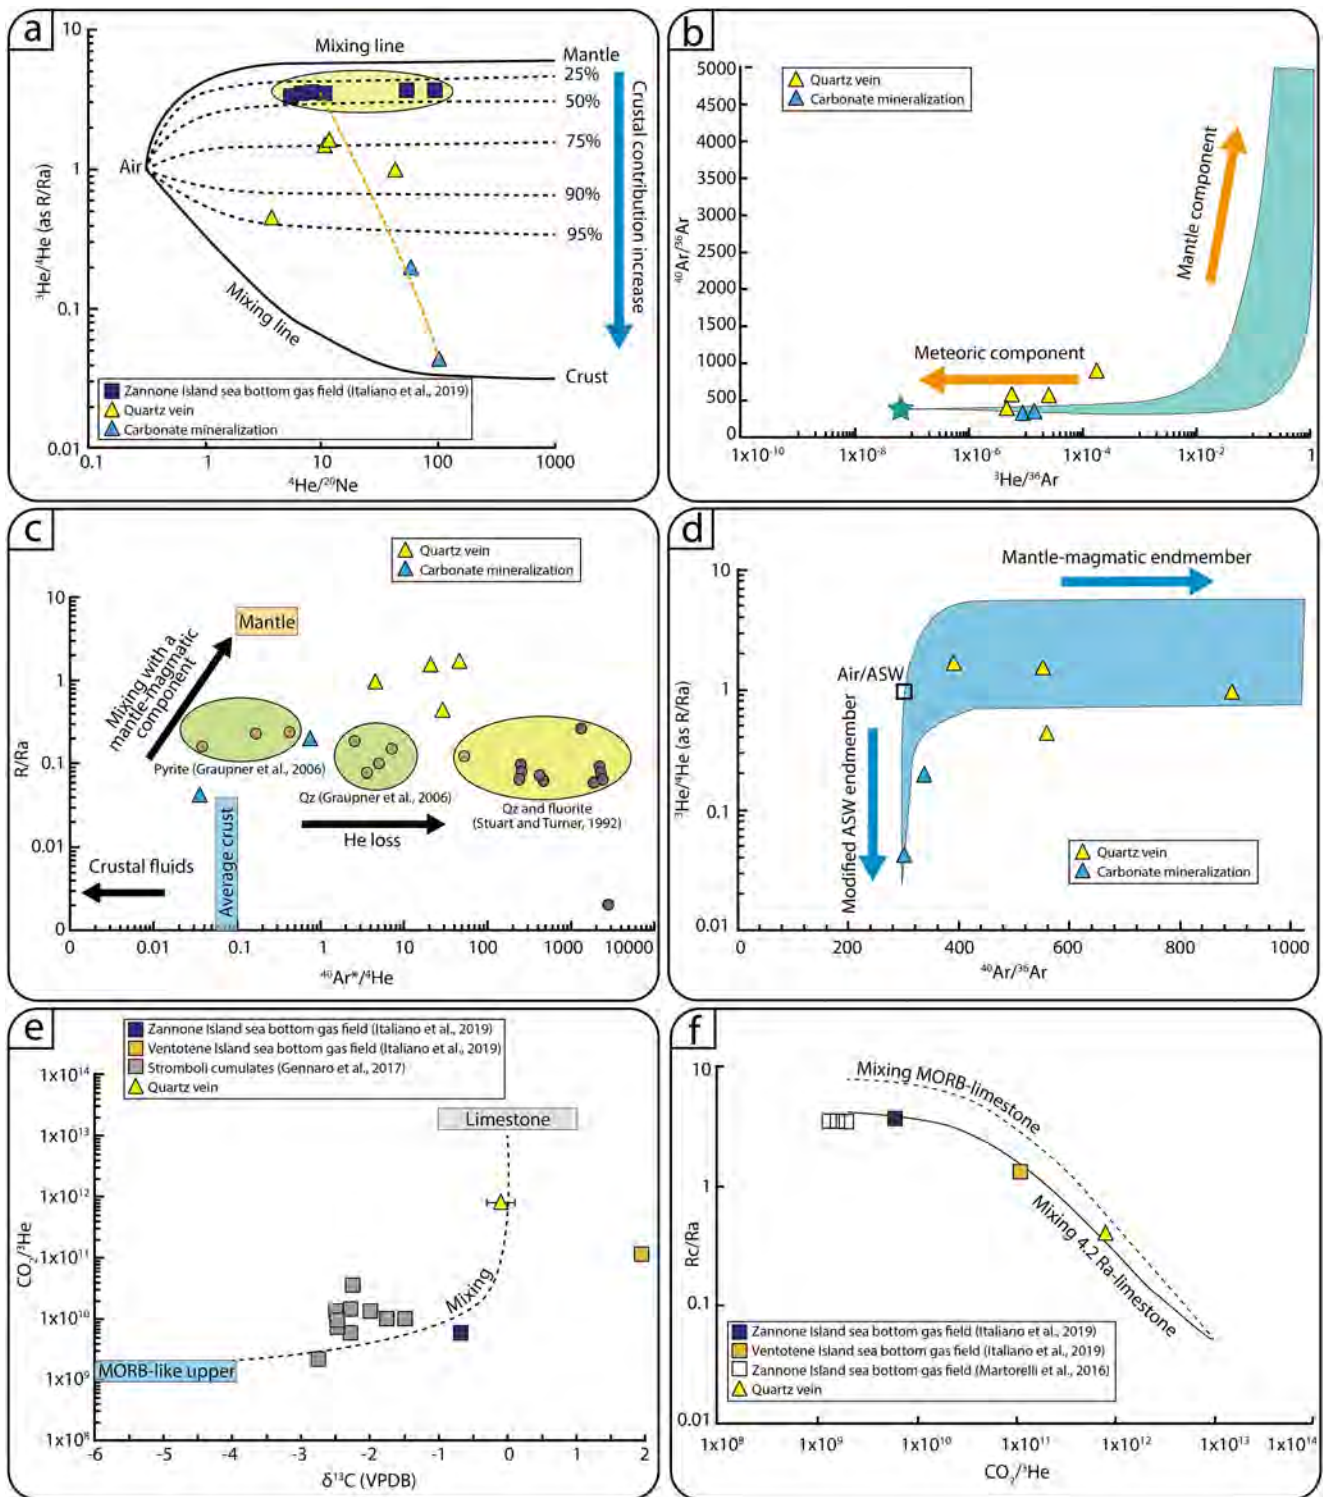 a
10
1
0.1
0.01
0.1
1
10
100
1000
³He/⁴He (as R/Ra)
⁴He/²⁰Ne
Mixing line
Mantle
25%
50%
75%
90%
95%
Air
Mixing line
Crust
Crustal contribution increase
Zannone Island sea bottom gas field (Italiano et al., 2019)
Quartz vein
Carbonate mineralization
b
5000
4500
4000
3500
3000
2500
2000
1500
1000
500
0
1x10⁻¹⁰
1x10⁻⁸
1x10⁻⁶
1x10⁻⁴
1x10⁻²
1
⁴⁰Ar/³⁶Ar
³He/³⁶Ar
Quartz vein
Carbonate mineralization
Mantle component
Meteoric component
c
Quartz vein
Carbonate mineralization
10
1
0.1
0.01
0
0
0.01
0.1
1
10
100
1000
10000
R/Ra
⁴⁰Ar*/⁴He
Mixing with a
mantle-magmatic
component
Mantle
Pyrite (Graupner et al., 2006)
Qz (Graupner et al., 2006)
Qz and fluorite
(Stuart and Turner, 1992)
He loss
Crustal fluids
Average crust
d
Mantle-magmatic endmember
10
1
0.1
0.01
0
200
400
600
800
1000
³He/⁴He (as R/Ra)
⁴⁰Ar/³⁶Ar
Air/ASW
Modified ASW endmember
Quartz vein
Carbonate mineralization
e
Zannone Island sea bottom gas field (Italiano et al., 2019)
Ventotene Island sea bottom gas field (Italiano et al., 2019)
Stromboli cumulates (Gennaro et al., 2017)
Quartz vein
1x10¹⁴
1x10¹³
1x10¹²
1x10¹¹
1x10¹⁰
1x10⁹
1x10⁸
-6
-5
-4
-3
-2
-1
0
1
2
CO₂/³He
δ¹³C (VPDB)
Limestone
Mixing
MORB-like upper
f
10
1
0.1
0.01
1x10⁸
1x10⁹
1x10¹⁰
1x10¹¹
1x10¹²
1x10¹³
1x10¹⁴
Rc/Ra
CO₂/³He
Mixing MORB-limestone
Mixing 4.2 Ra-limestone
Zannone Island sea bottom gas field (Italiano et al., 2019)
Ventotene Island sea bottom gas field (Italiano et al., 2019)
Zannone Island sea bottom gas field (Martorelli et al., 2016)
Quartz vein